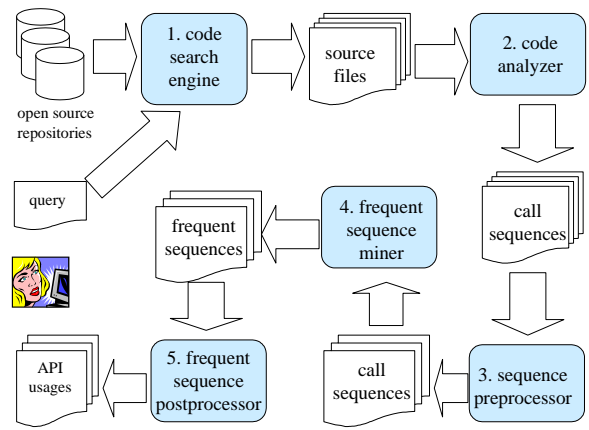 1. code
search
engine
source
files
2. code
analyzer
open source
repositories
query
frequent
sequences
4. frequent
sequence
miner
call
sequences
API
usages
5. frequent
sequence
postprocessor
call
sequences
3. sequence
preprocessor